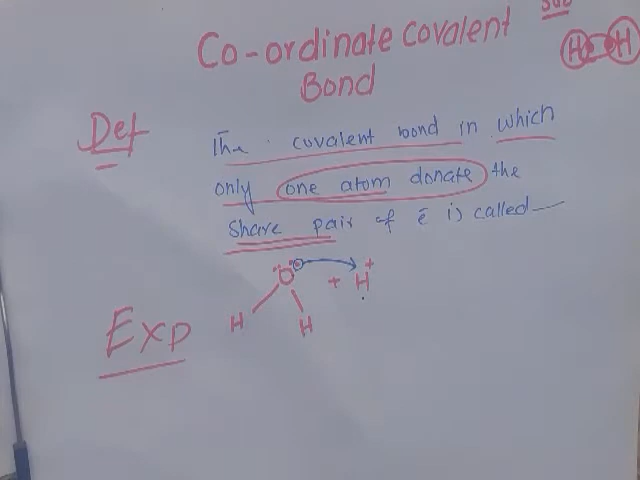 Co-ordinate Covalent
Bond
H H
Def
The covalent bond in which
only one atom donate the
share pair of ē is called
O + H+
H H
Exp